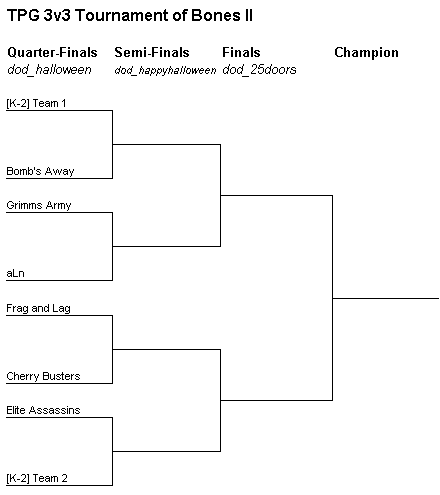 TPG 3v3 Tournament of Bones II
Quarter-Finals Semi-Finals Finals Champion
dod_halloween dod_happyhalloween dod_25doors
[K-2] Team 1
Bomb's Away
Grimms Army
aLn
Frag and Lag
Cherry Busters
Elite Assassins
[K-2] Team 2